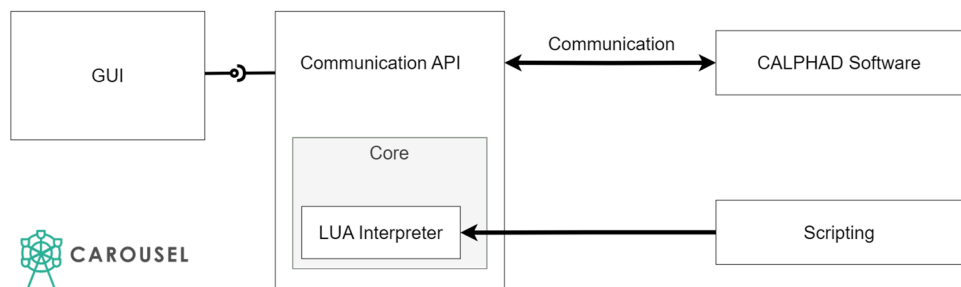 GUI
Communication API
Communication
CALPHAD Software
Core
LUA Interpreter
Scripting
CAROUSEL